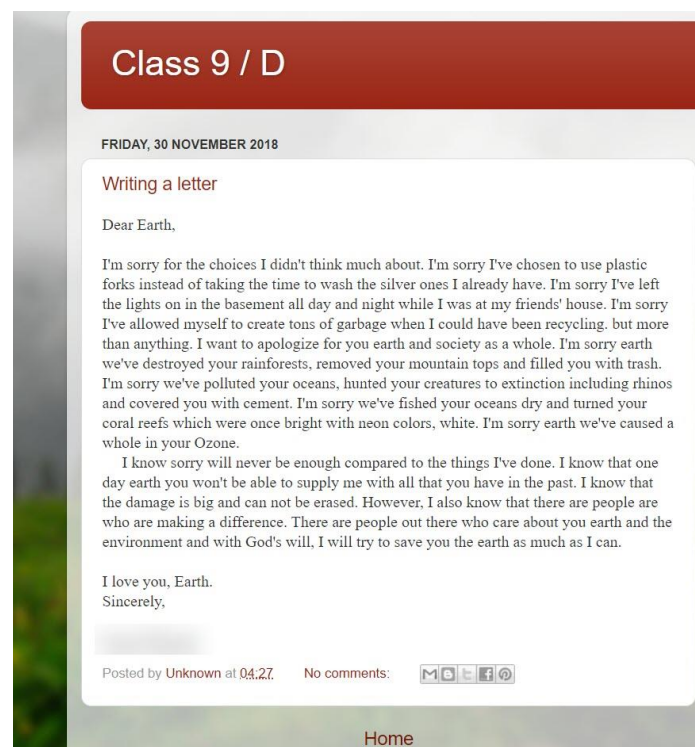 Class 9 / D
FRIDAY, 30 NOVEMBER 2018
Writing a letter
Dear Earth,
I'm sorry for the choices I didn't think much about. I'm sorry I've chosen to use plastic
forks instead of taking the time to wash the silver ones I already have. I'm sorry I've left
the lights on in the basement all day and night while I was at my friends' house. I'm sorry
I've allowed myself to create tons of garbage when I could have been recycling. but more
than anything. I want to apologize for you earth and society as a whole. I'm sorry earth
we've destroyed your rainforests, removed your mountain tops and filled you with trash.
I'm sorry we've polluted your oceans, hunted your creatures to extinction including rhinos
and covered you with cement. I'm sorry we've fished your oceans dry and turned your
coral reefs which were once bright with neon colors, white. I'm sorry earth we've caused a
whole in your Ozone.
I know sorry will never be enough compared to the things I've done. I know that one
day earth you won't be able to supply me with all that you have in the past. I know that
the damage is big and can not be erased. However, I also know that there are people are
who are making a difference. There are people out there who care about you earth and the
environment and with God's will, I will try to save you the earth as much as I can.
I love you, Earth.
Sincerely,
Posted by Unknown at 04:27 No comments:
Home